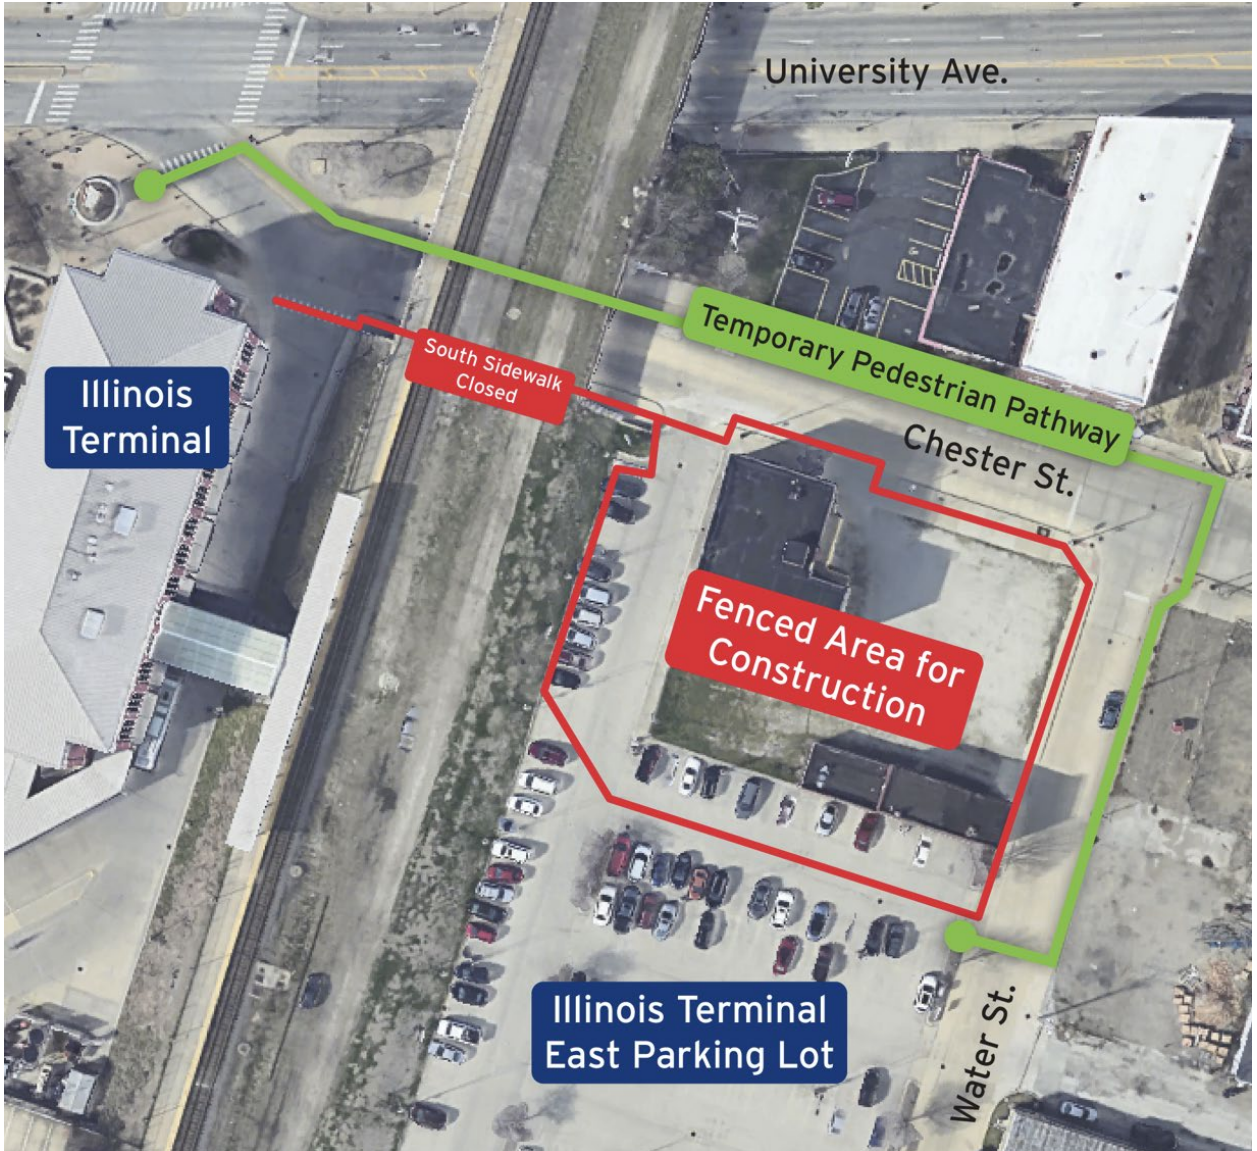 University Ave.
Temporary Pedestrian Pathway
South Sidewalk
Closed
Illinois
Terminal
Chester St.
Fenced Area for
Construction
Illinois Terminal
East Parking Lot
Water St.